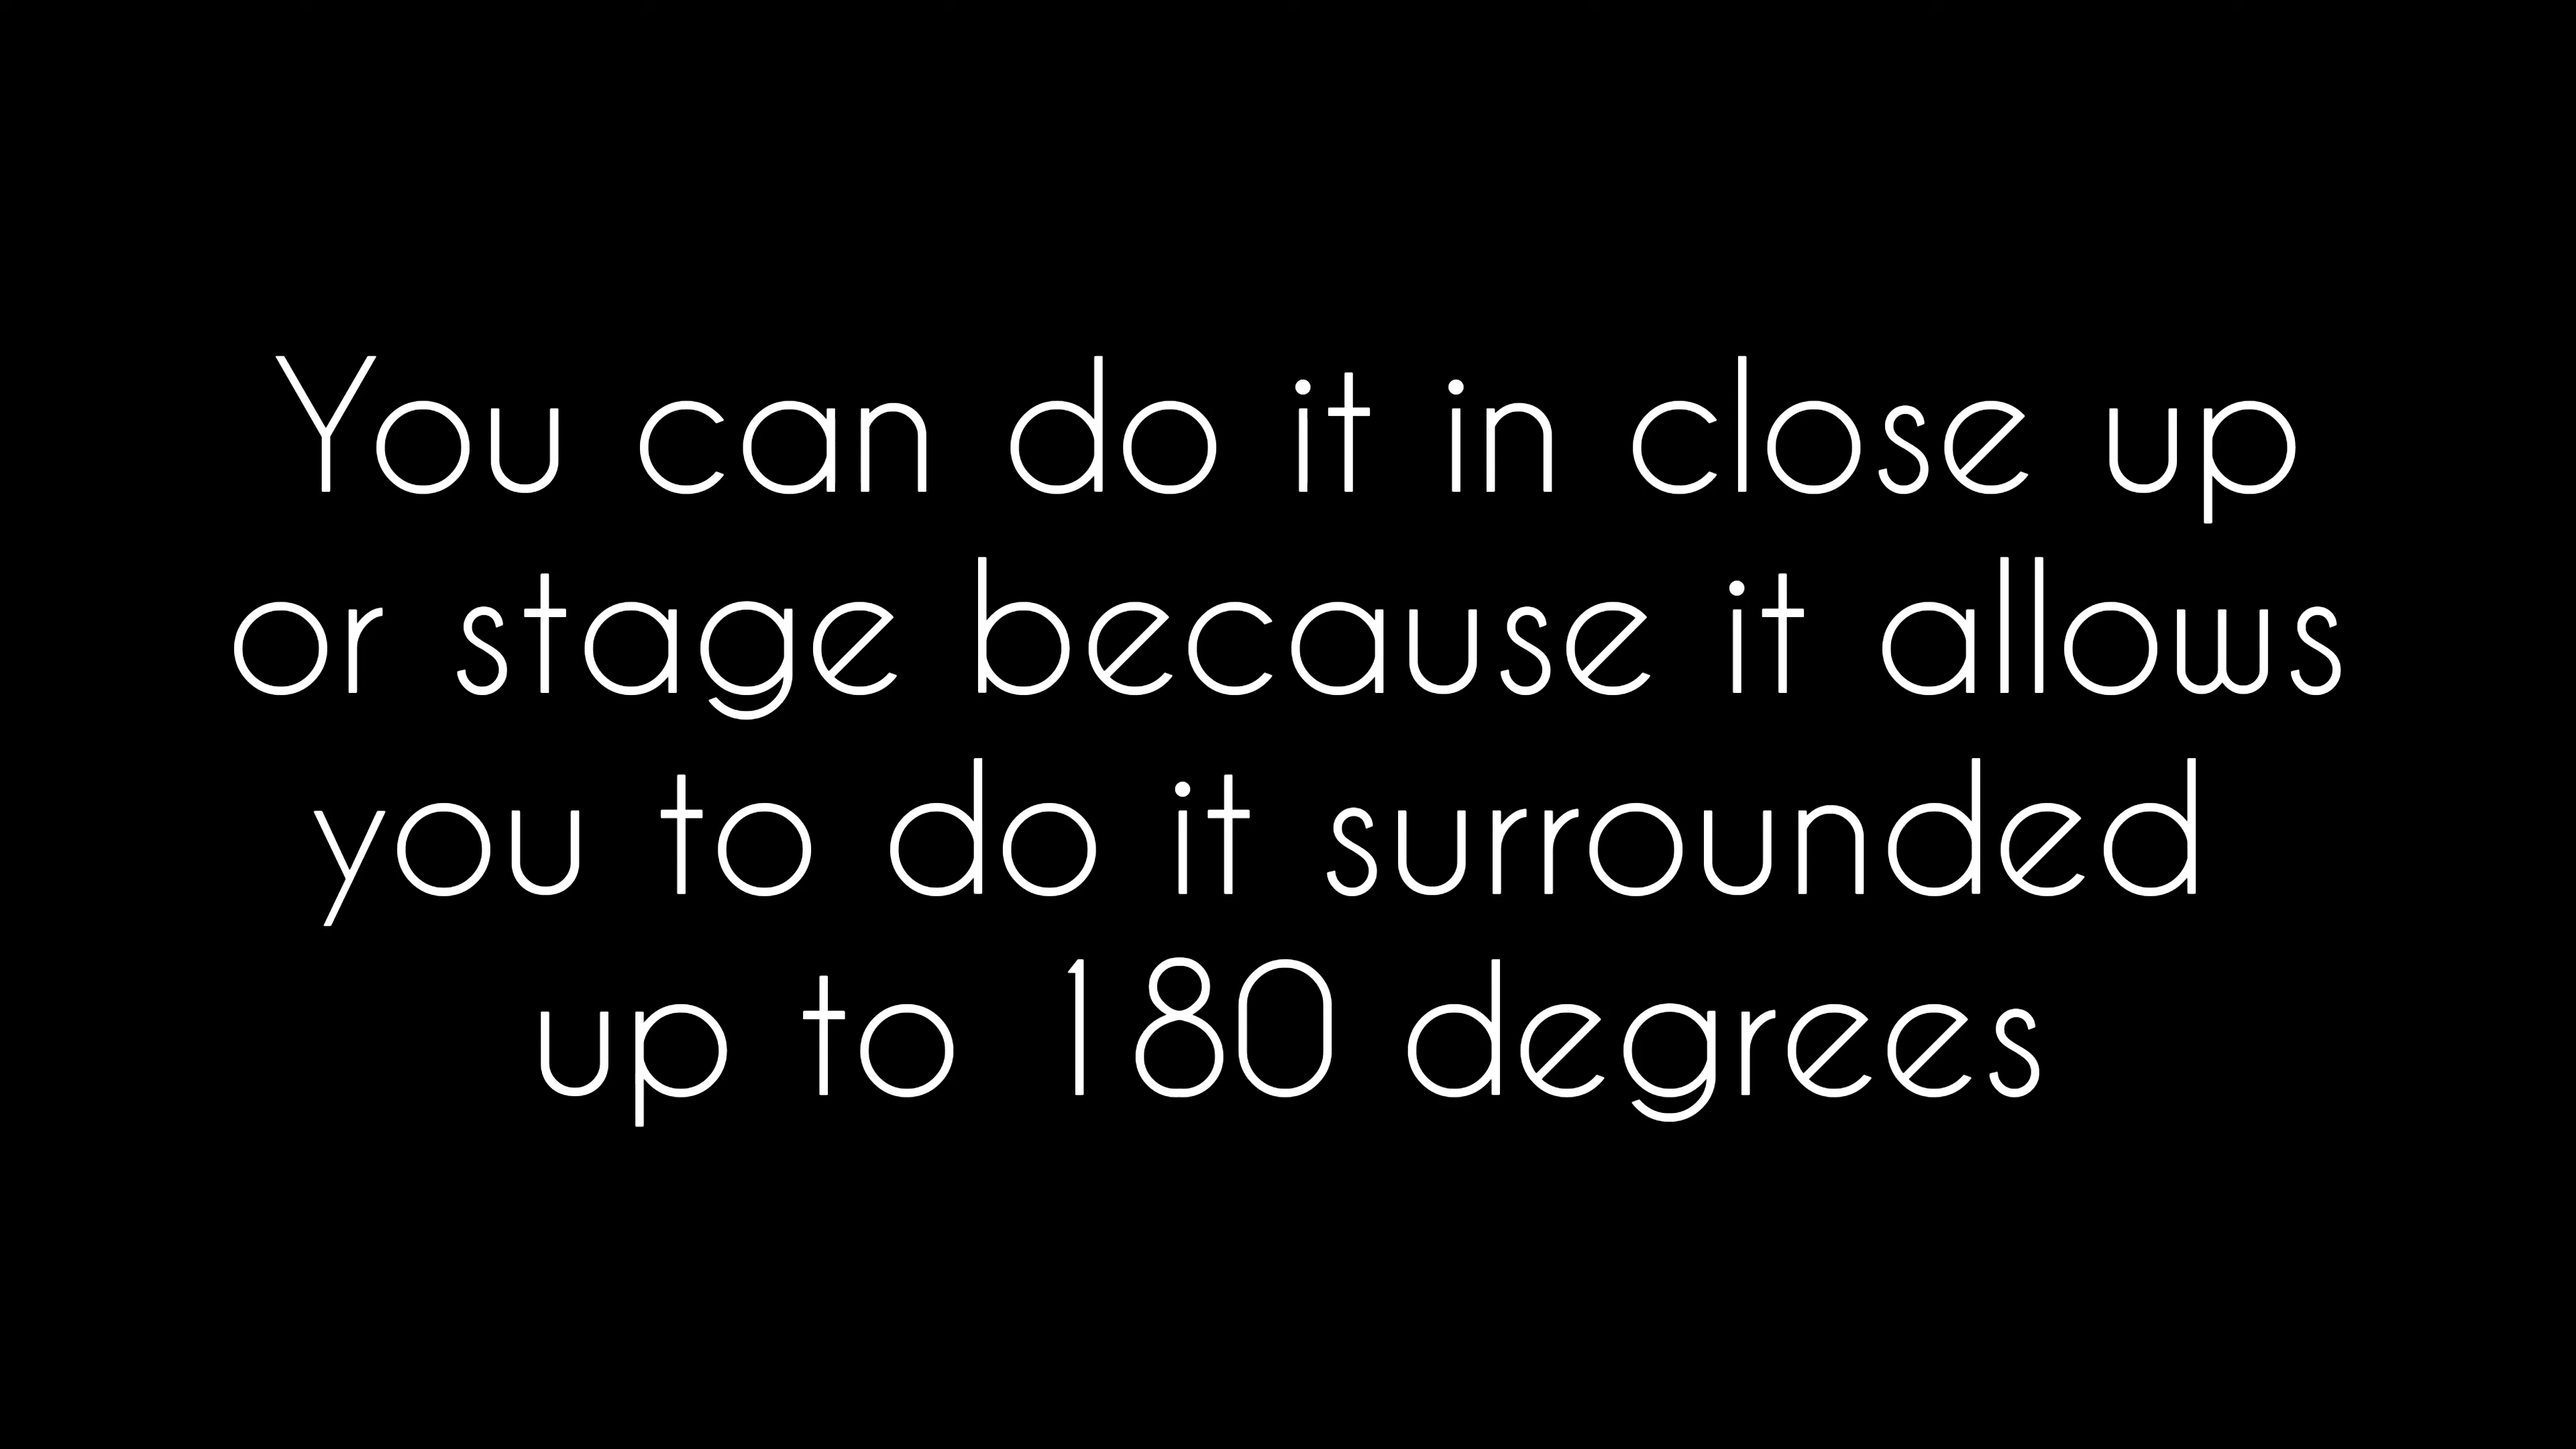 You can do it in close up
or stage because it allows
you to do it surrounded
up to 180 degrees